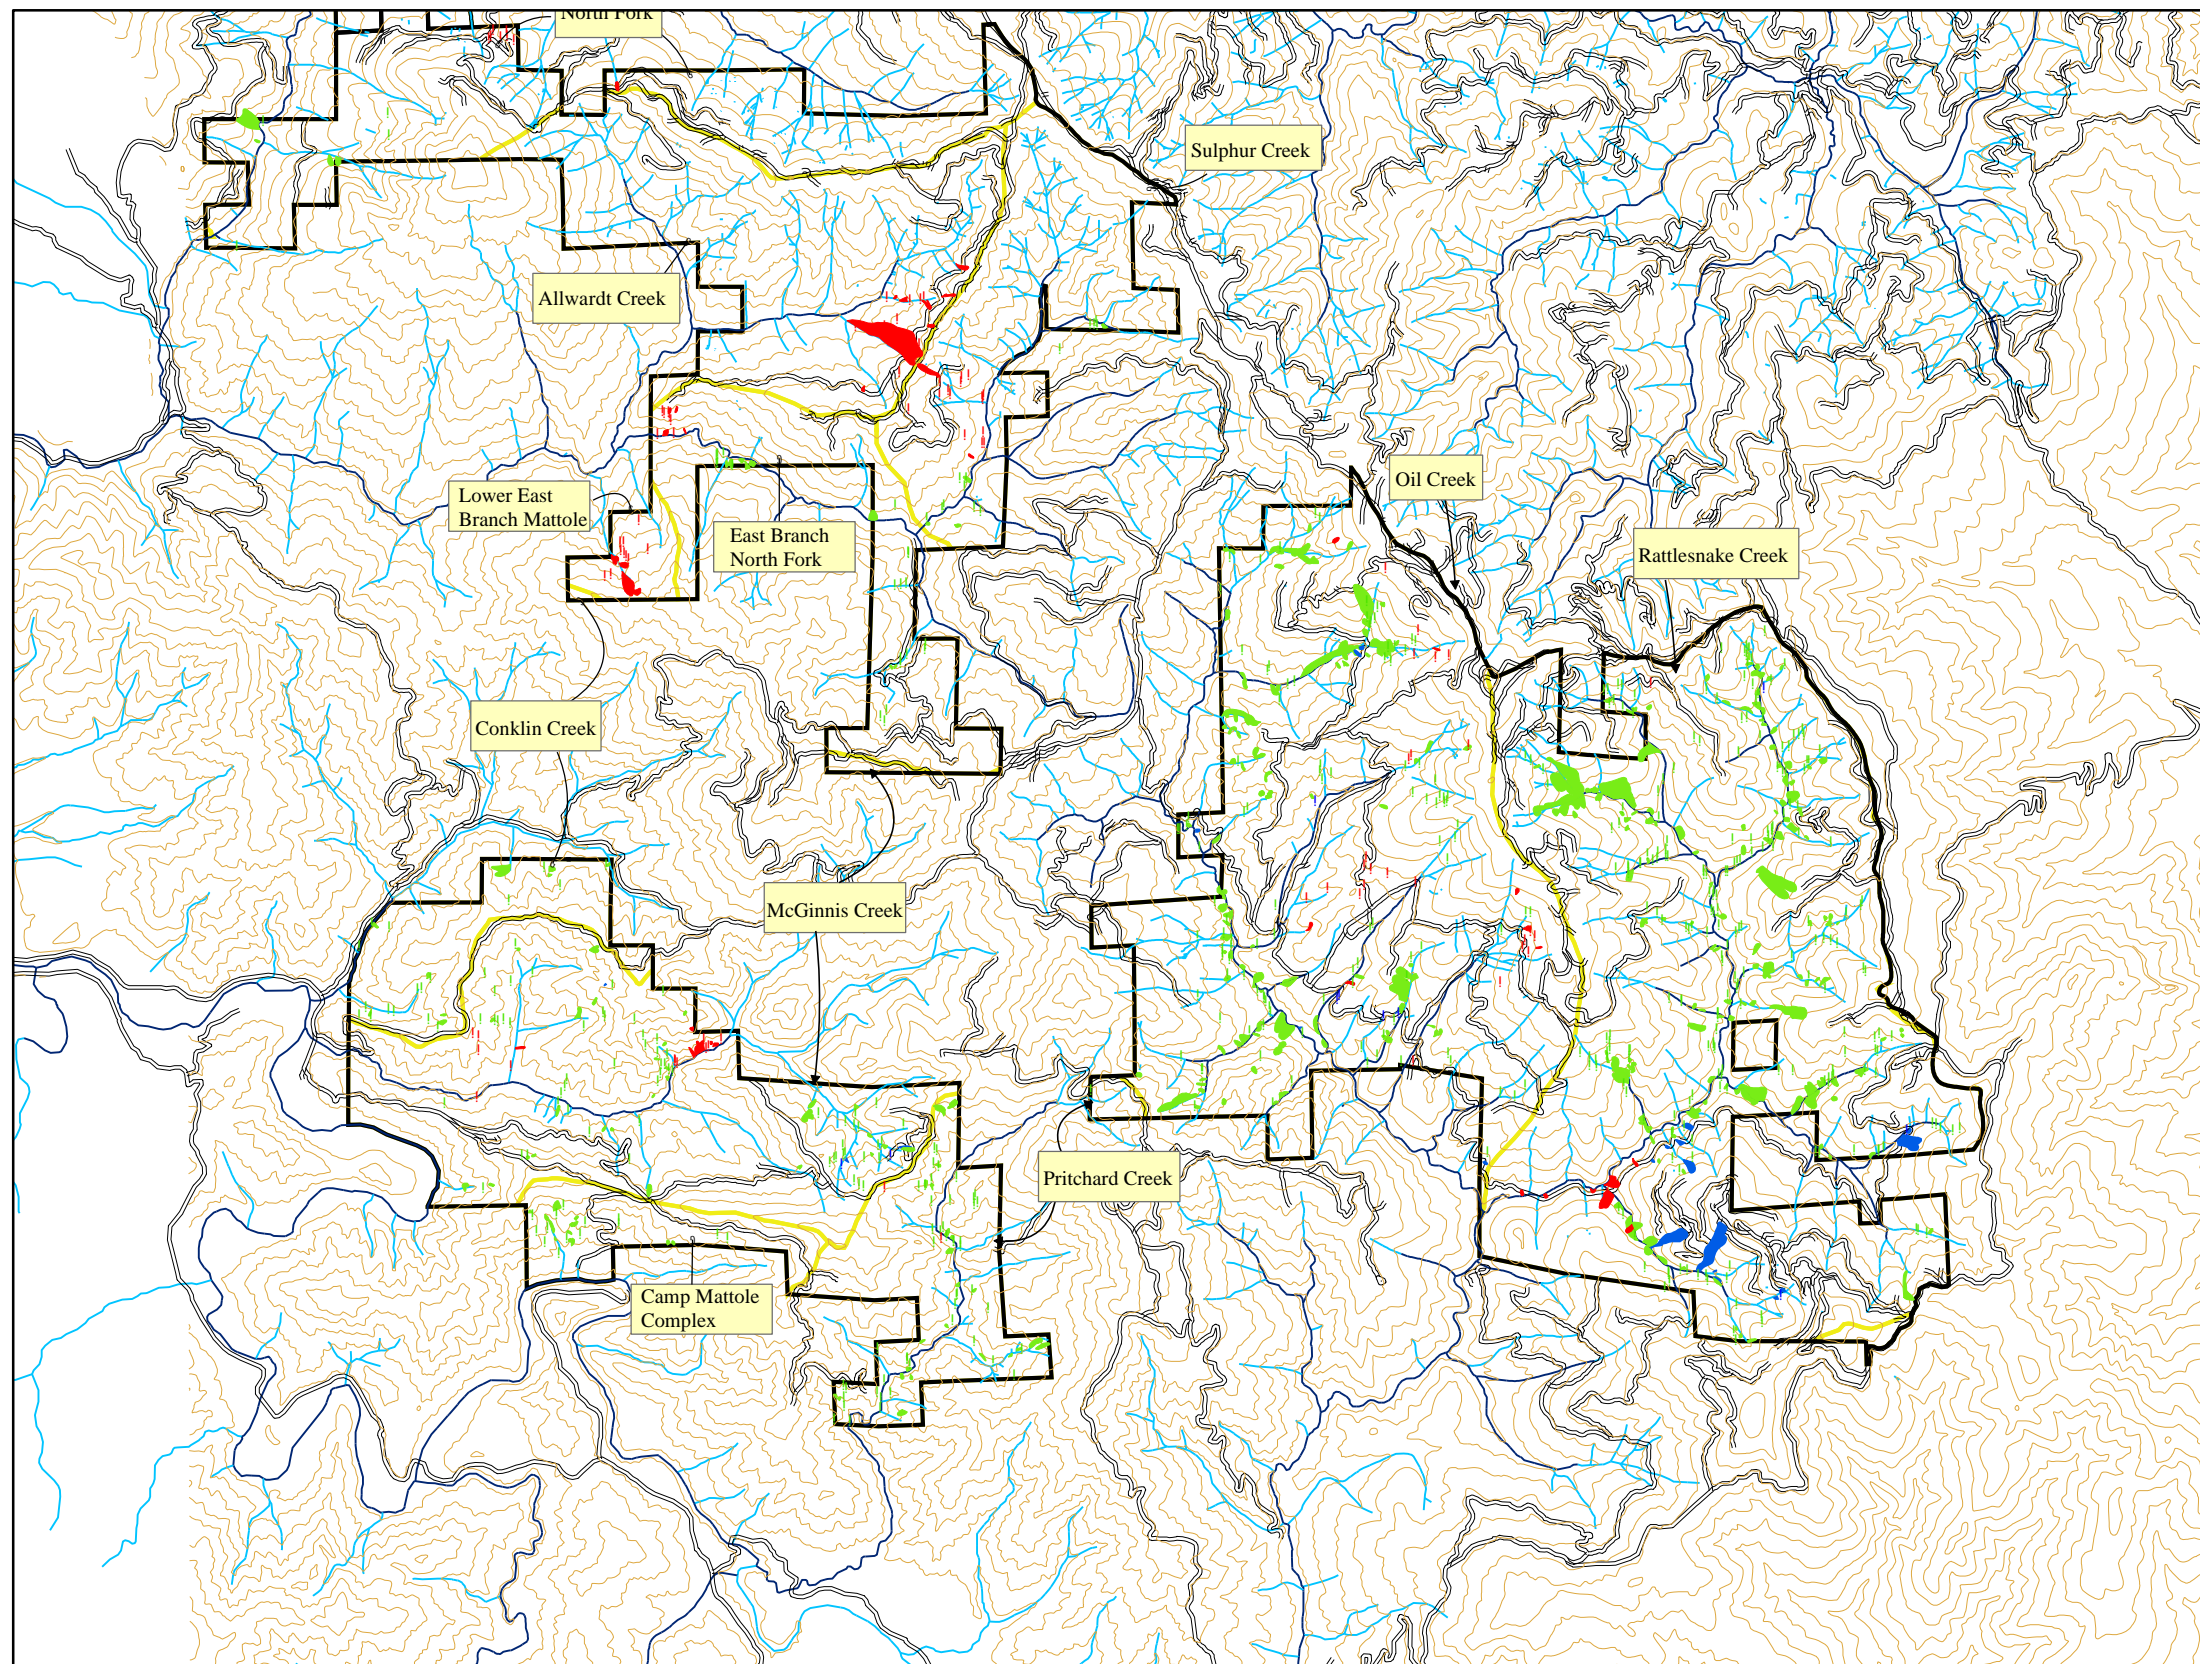 North Fork
Sulphur Creek
Allwardt Creek
Oil Creek
Lower East
Branch Mattole
East Branch
North Fork
Rattlesnake Creek
Conklin Creek
McGinnis Creek
Pritchard Creek
Camp Mattole
Complex